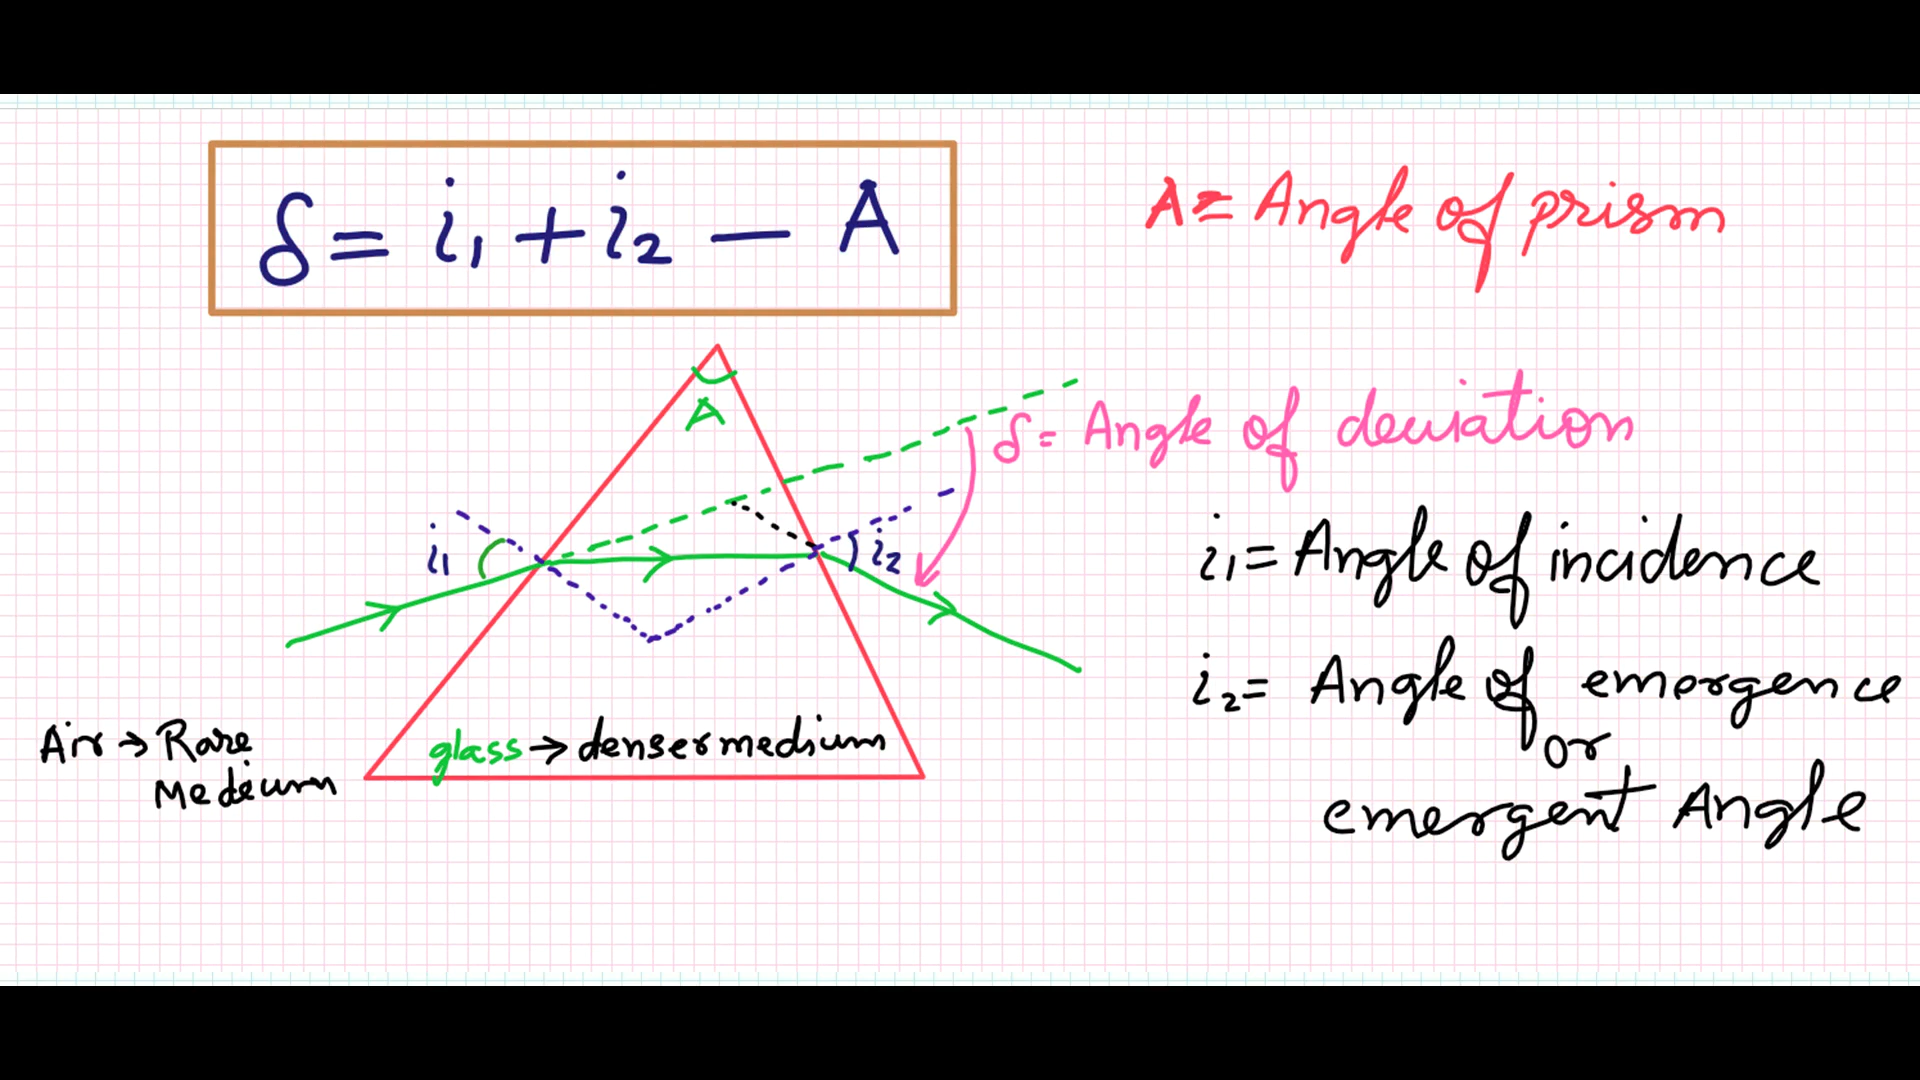 δ = i₁ + i₂ − A
A = Angle of prism
A
δ = Angle of deviation
i₁
i₂
i₁ = Angle of incidence
i₂ = Angle of emergence
or
emergent Angle
Air → Rare
Medium
glass → denser medium